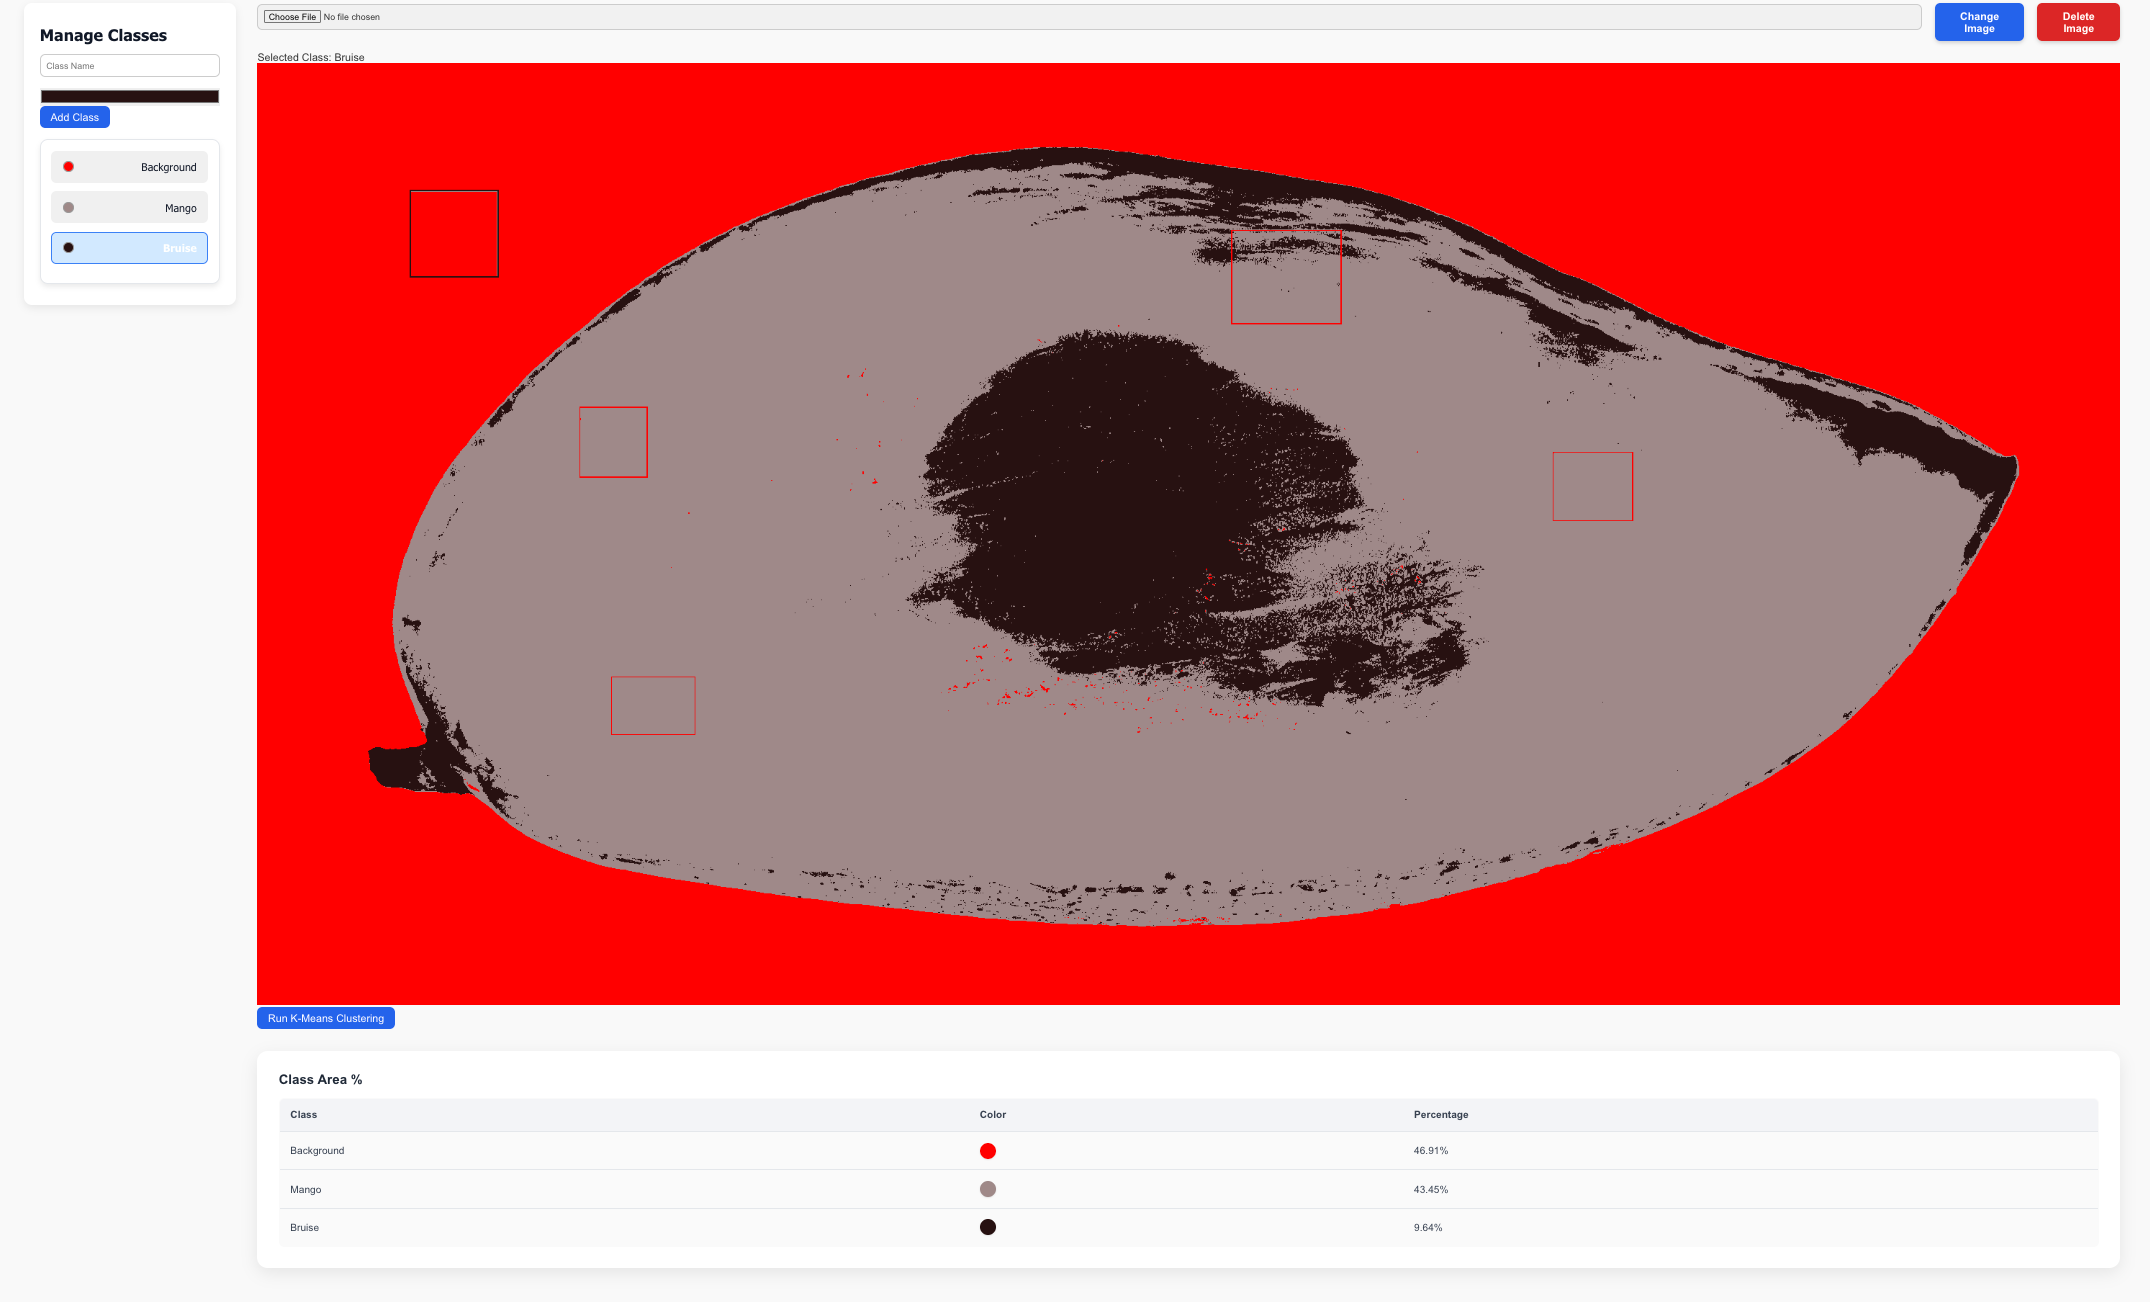 Manage Classes
Class Name
Add Class
Background
Mango
Bruise
Choose File No file chosen
Change
Image
Delete
Image
Selected Class: Bruise
Run K-Means Clustering
Class Area %
Class Color Percentage
Background 46.91%
Mango 43.45%
Bruise 9.64%